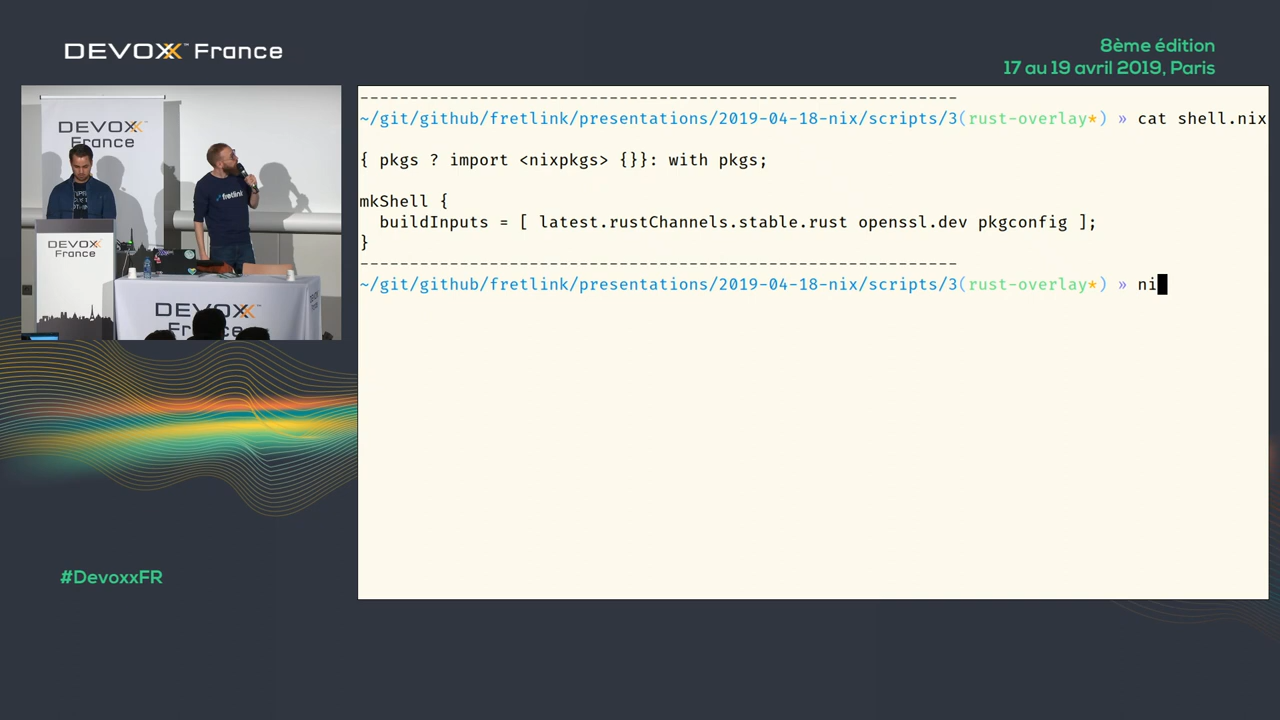 DEVOXX™ France
8ème édition
17 au 19 avril 2019, Paris
DEVOXX
France
fretlink
DEVOXX
France
DEVOXX™
France
------------------------------------------------------------
~/git/github/fretlink/presentations/2019-04-18-nix/scripts/3(rust-overlay*) » cat shell.nix
{ pkgs ? import <nixpkgs> {}}: with pkgs;
mkShell {
  buildInputs = [ latest.rustChannels.stable.rust openssl.dev pkgconfig ];
}
------------------------------------------------------------
~/git/github/fretlink/presentations/2019-04-18-nix/scripts/3(rust-overlay*) » ni
#DevoxxFR